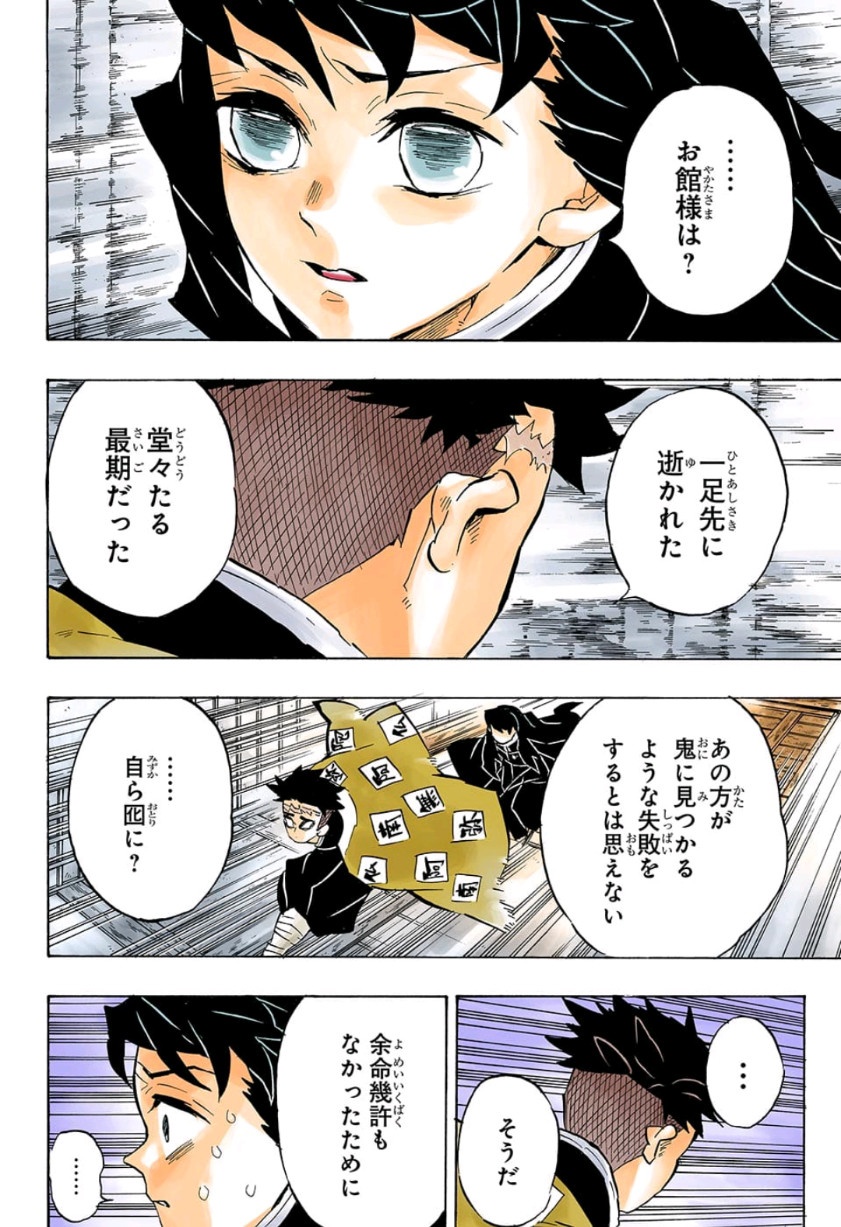 ……
お館様は？
一足先に
逝かれた
堂々たる
最期だった
あの方が
鬼に見つかる
ような失敗を
するとは思えない
……
自ら囮に？
…
そうだ
余命幾許も
なかったために
……